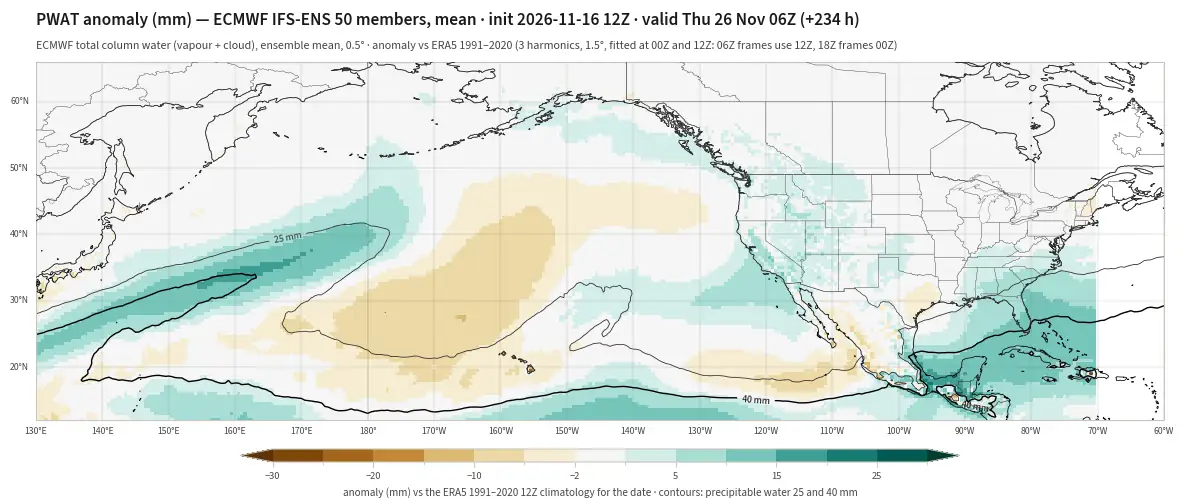 PWAT anomaly (mm) — ECMWF IFS-ENS 50 members, mean · init 2026-11-16 12Z · valid Thu 26 Nov 06Z (+234 h)
ECMWF total column water (vapour + cloud), ensemble mean, 0.5° · anomaly vs ERA5 1991–2020 (3 harmonics, 1.5°, fitted at 00Z and 12Z: 06Z frames use 12Z, 18Z frames 00Z)
60°N
50°N
40°N
30°N
20°N
25 mm
40 mm
40 mm
130°E 140°E 150°E 160°E 170°E 180° 170°W 160°W 150°W 140°W 130°W 120°W 110°W 100°W 90°W 80°W 70°W 60°W
−30 −20 −10 −2 5 15 25
anomaly (mm) vs the ERA5 1991–2020 12Z climatology for the date · contours: precipitable water 25 and 40 mm